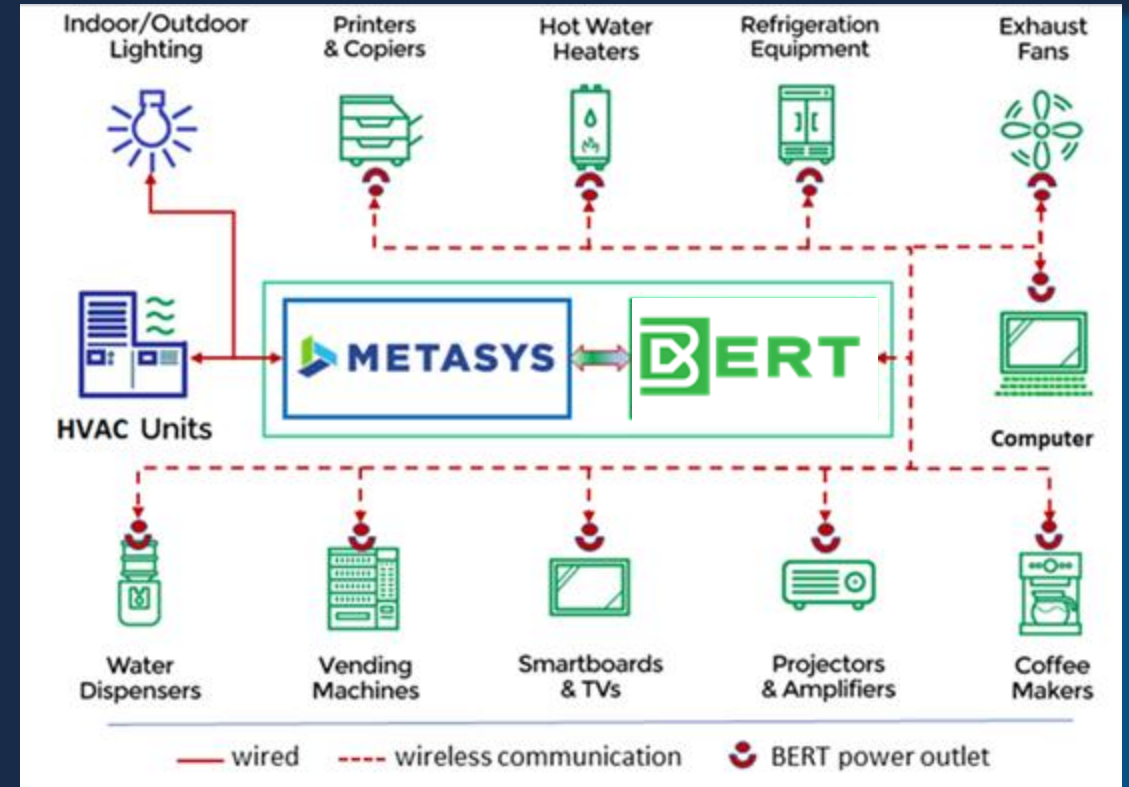 Indoor/Outdoor
Lighting
Printers
& Copiers
Hot Water
Heaters
Refrigeration
Equipment
Exhaust
Fans
METASYS
BERT
HVAC Units
Computer
Water
Dispensers
Vending
Machines
Smartboards
& TVs
Projectors
& Amplifiers
Coffee
Makers
wired
wireless communication
BERT power outlet